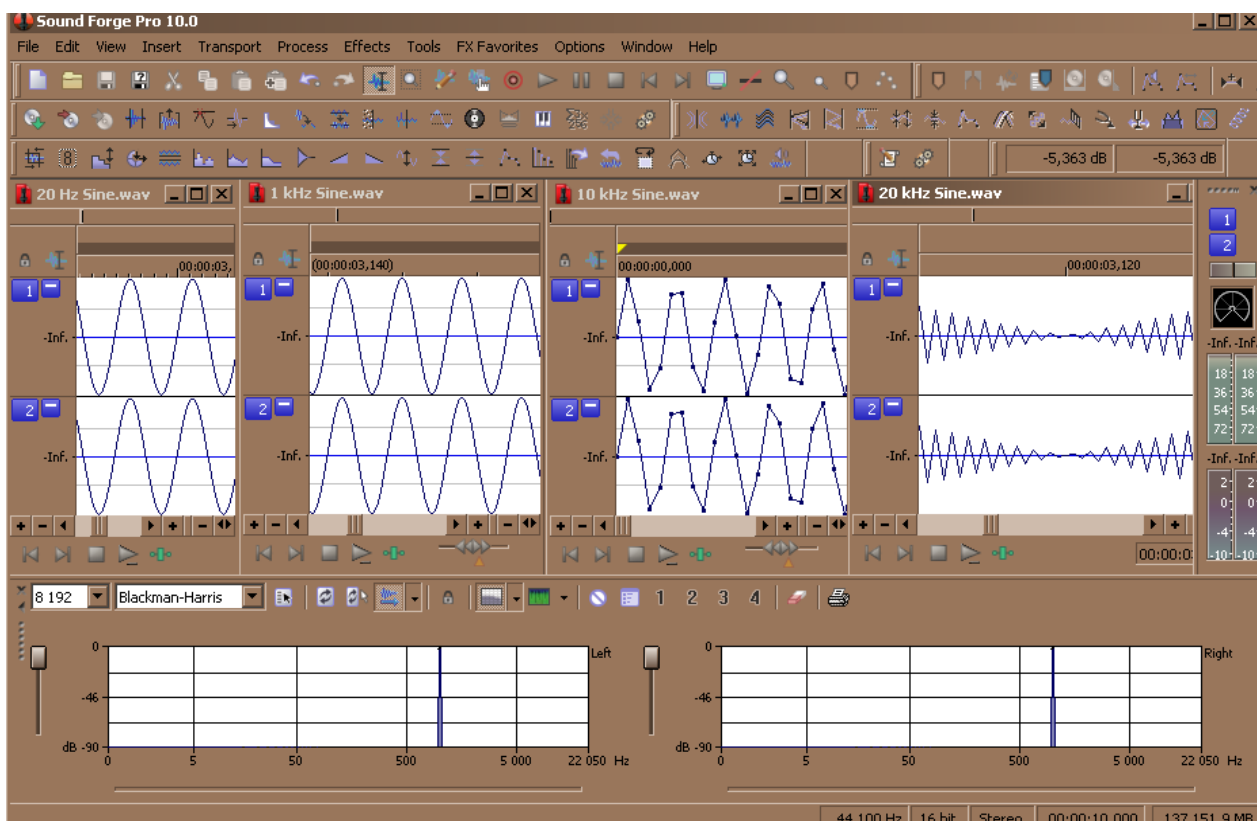 Sound Forge Pro 10.0
File Edit View Insert Transport Process Effects Tools FX Favorites Options Window Help
-5,363 dB -5,363 dB
20 Hz Sine.wav 1 kHz Sine.wav 10 kHz Sine.wav 20 kHz Sine.wav
1
2
00:00:03, (00:00:03,140) 00:00:00,000 00:00:03,120
1 1 1 1
-Inf. -Inf. -Inf. -Inf. -Inf. -Inf.
18 18
36 36
54 54
72 72
2 2 2 2
-Inf. -Inf. -Inf. -Inf. -Inf. -Inf.
2 2
0 0
-4 -4
-10 -10
00:00:0
8 192 Blackman-Harris 1 2 3 4
0 Left 0 Right
-46 -46
dB -90 dB -90
0 5 50 500 5 000 22 050 Hz 0 5 50 500 5 000 22 050 Hz
44 100 Hz 16 bit Stereo 00:00:10,000 137 151,9 MB